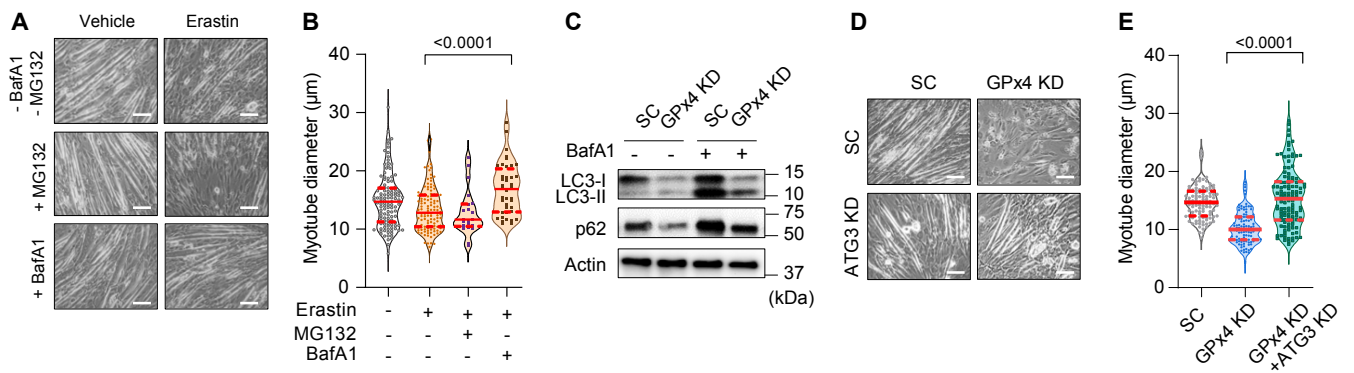 A
Vehicle
Erastin
- BafA1
- MG132
+ MG132
+ BafA1
B
<0.0001
Myotube diameter (μm)
40
30
20
10
0
Erastin - + + +
MG132 - - + -
BafA1 - - - +
C
SC
GPx4 KD
SC
GPx4 KD
BafA1 - - + +
LC3-I
LC3-II
15
10
p62
75
50
Actin
37
(kDa)
D
SC
GPx4 KD
SC
ATG3 KD
E
<0.0001
Myotube diameter (μm)
40
30
20
10
0
SC
GPx4 KD
GPx4 KD
+ATG3 KD